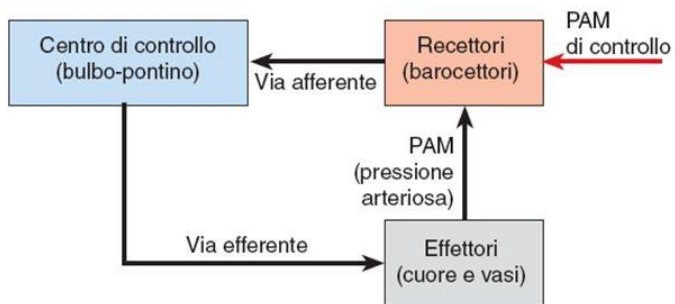 Centro di controllo
(bulbo-pontino)
Via afferente
Recettori
(barocettori)
PAM
di controllo
PAM
(pressione
arteriosa)
Via efferente
Effettori
(cuore e vasi)